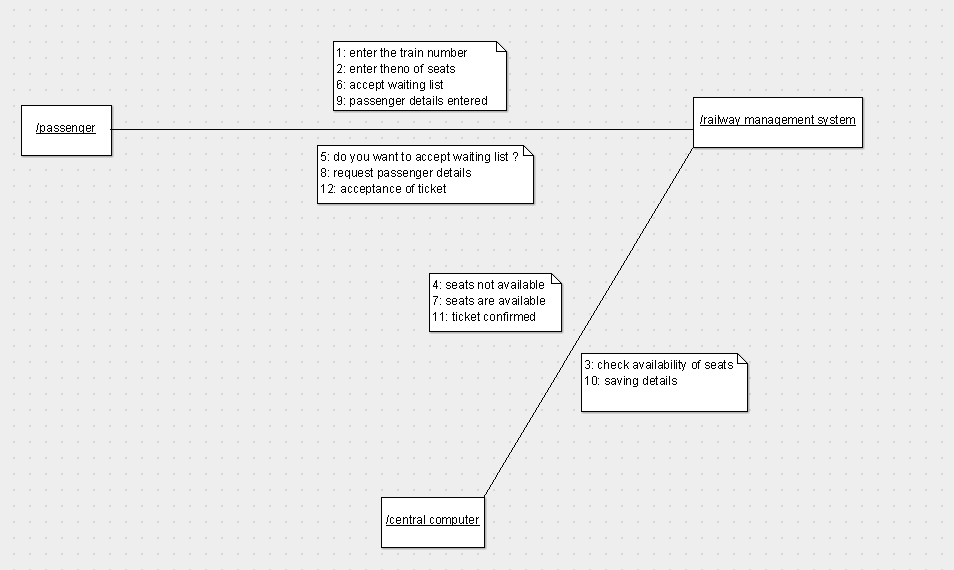 1: enter the train number
2: enter theno of seats
6: accept waiting list
9: passenger details entered
/passenger
/railway management system
5: do you want to accept waiting list ?
8: request passenger details
12: acceptance of ticket
4: seats not available
7: seats are available
11: ticket confirmed
3: check availability of seats
10: saving details
/central computer